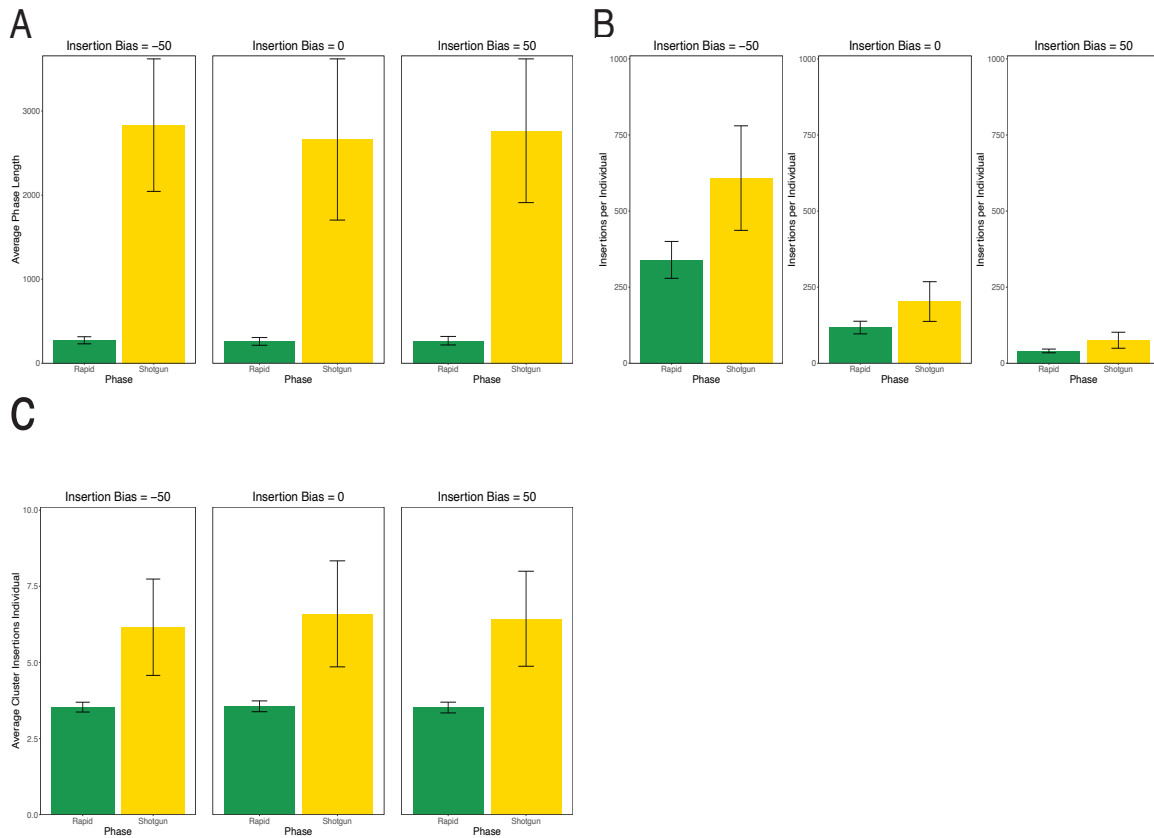 A
Insertion Bias = −50
Insertion Bias = 0
Insertion Bias = 50
Average Phase Length
3000
2000
1000
0
Rapid
Shotgun
Rapid
Shotgun
Rapid
Shotgun
Phase
Phase
Phase
B
Insertion Bias = −50
Insertion Bias = 0
Insertion Bias = 50
Insertions per Individual
1000
750
500
250
0
Insertions per Individual
1000
750
500
250
0
Insertions per Individual
1000
750
500
250
0
Rapid
Shotgun
Rapid
Shotgun
Rapid
Shotgun
Phase
Phase
Phase
C
Insertion Bias = −50
Insertion Bias = 0
Insertion Bias = 50
Average Cluster Insertions Individual
10.0
7.5
5.0
2.5
0.0
Rapid
Shotgun
Rapid
Shotgun
Rapid
Shotgun
Phase
Phase
Phase